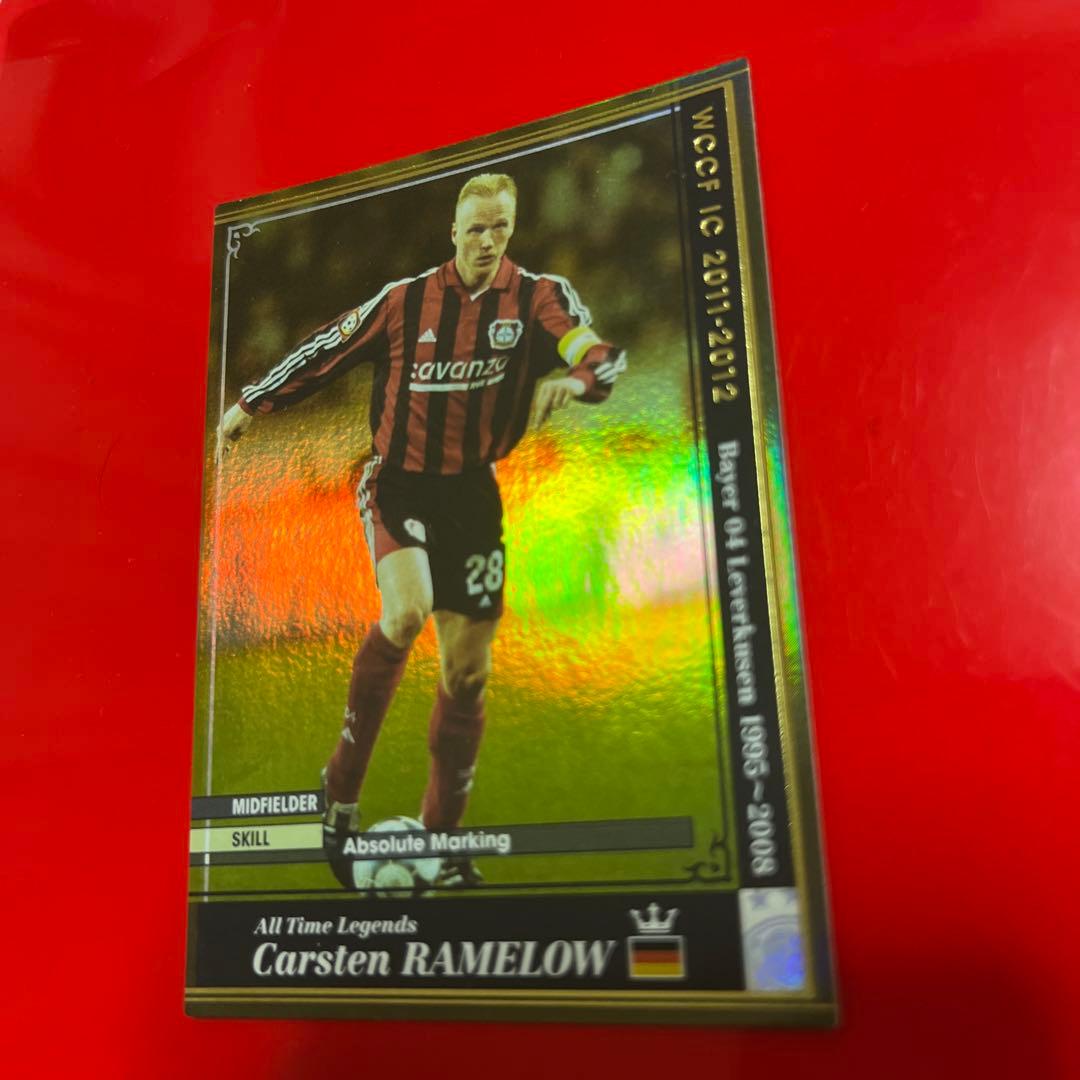 WCCF IC 2011-2012 Bayer 04 Leverkusen 1995~2008
:avanza
28
MIDFIELDER
SKILL
Absolute Marking
All Time Legends
Carsten RAMELOW